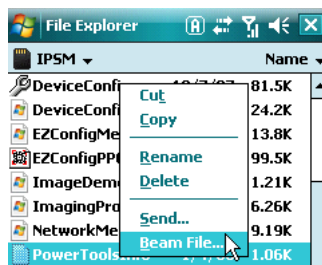 File Explorer A
IPSM Name
DeviceConfi 81.5K
DeviceConfi 24.2K
EZConfigMe 13.8K
EZConfigPP 99.5K
ImageDem 1.21K
ImagingPro 6.26K
NetworkMe 9.19K
PowerTools 1.06K
Cut
Copy
Rename
Delete
Send...
Beam File...